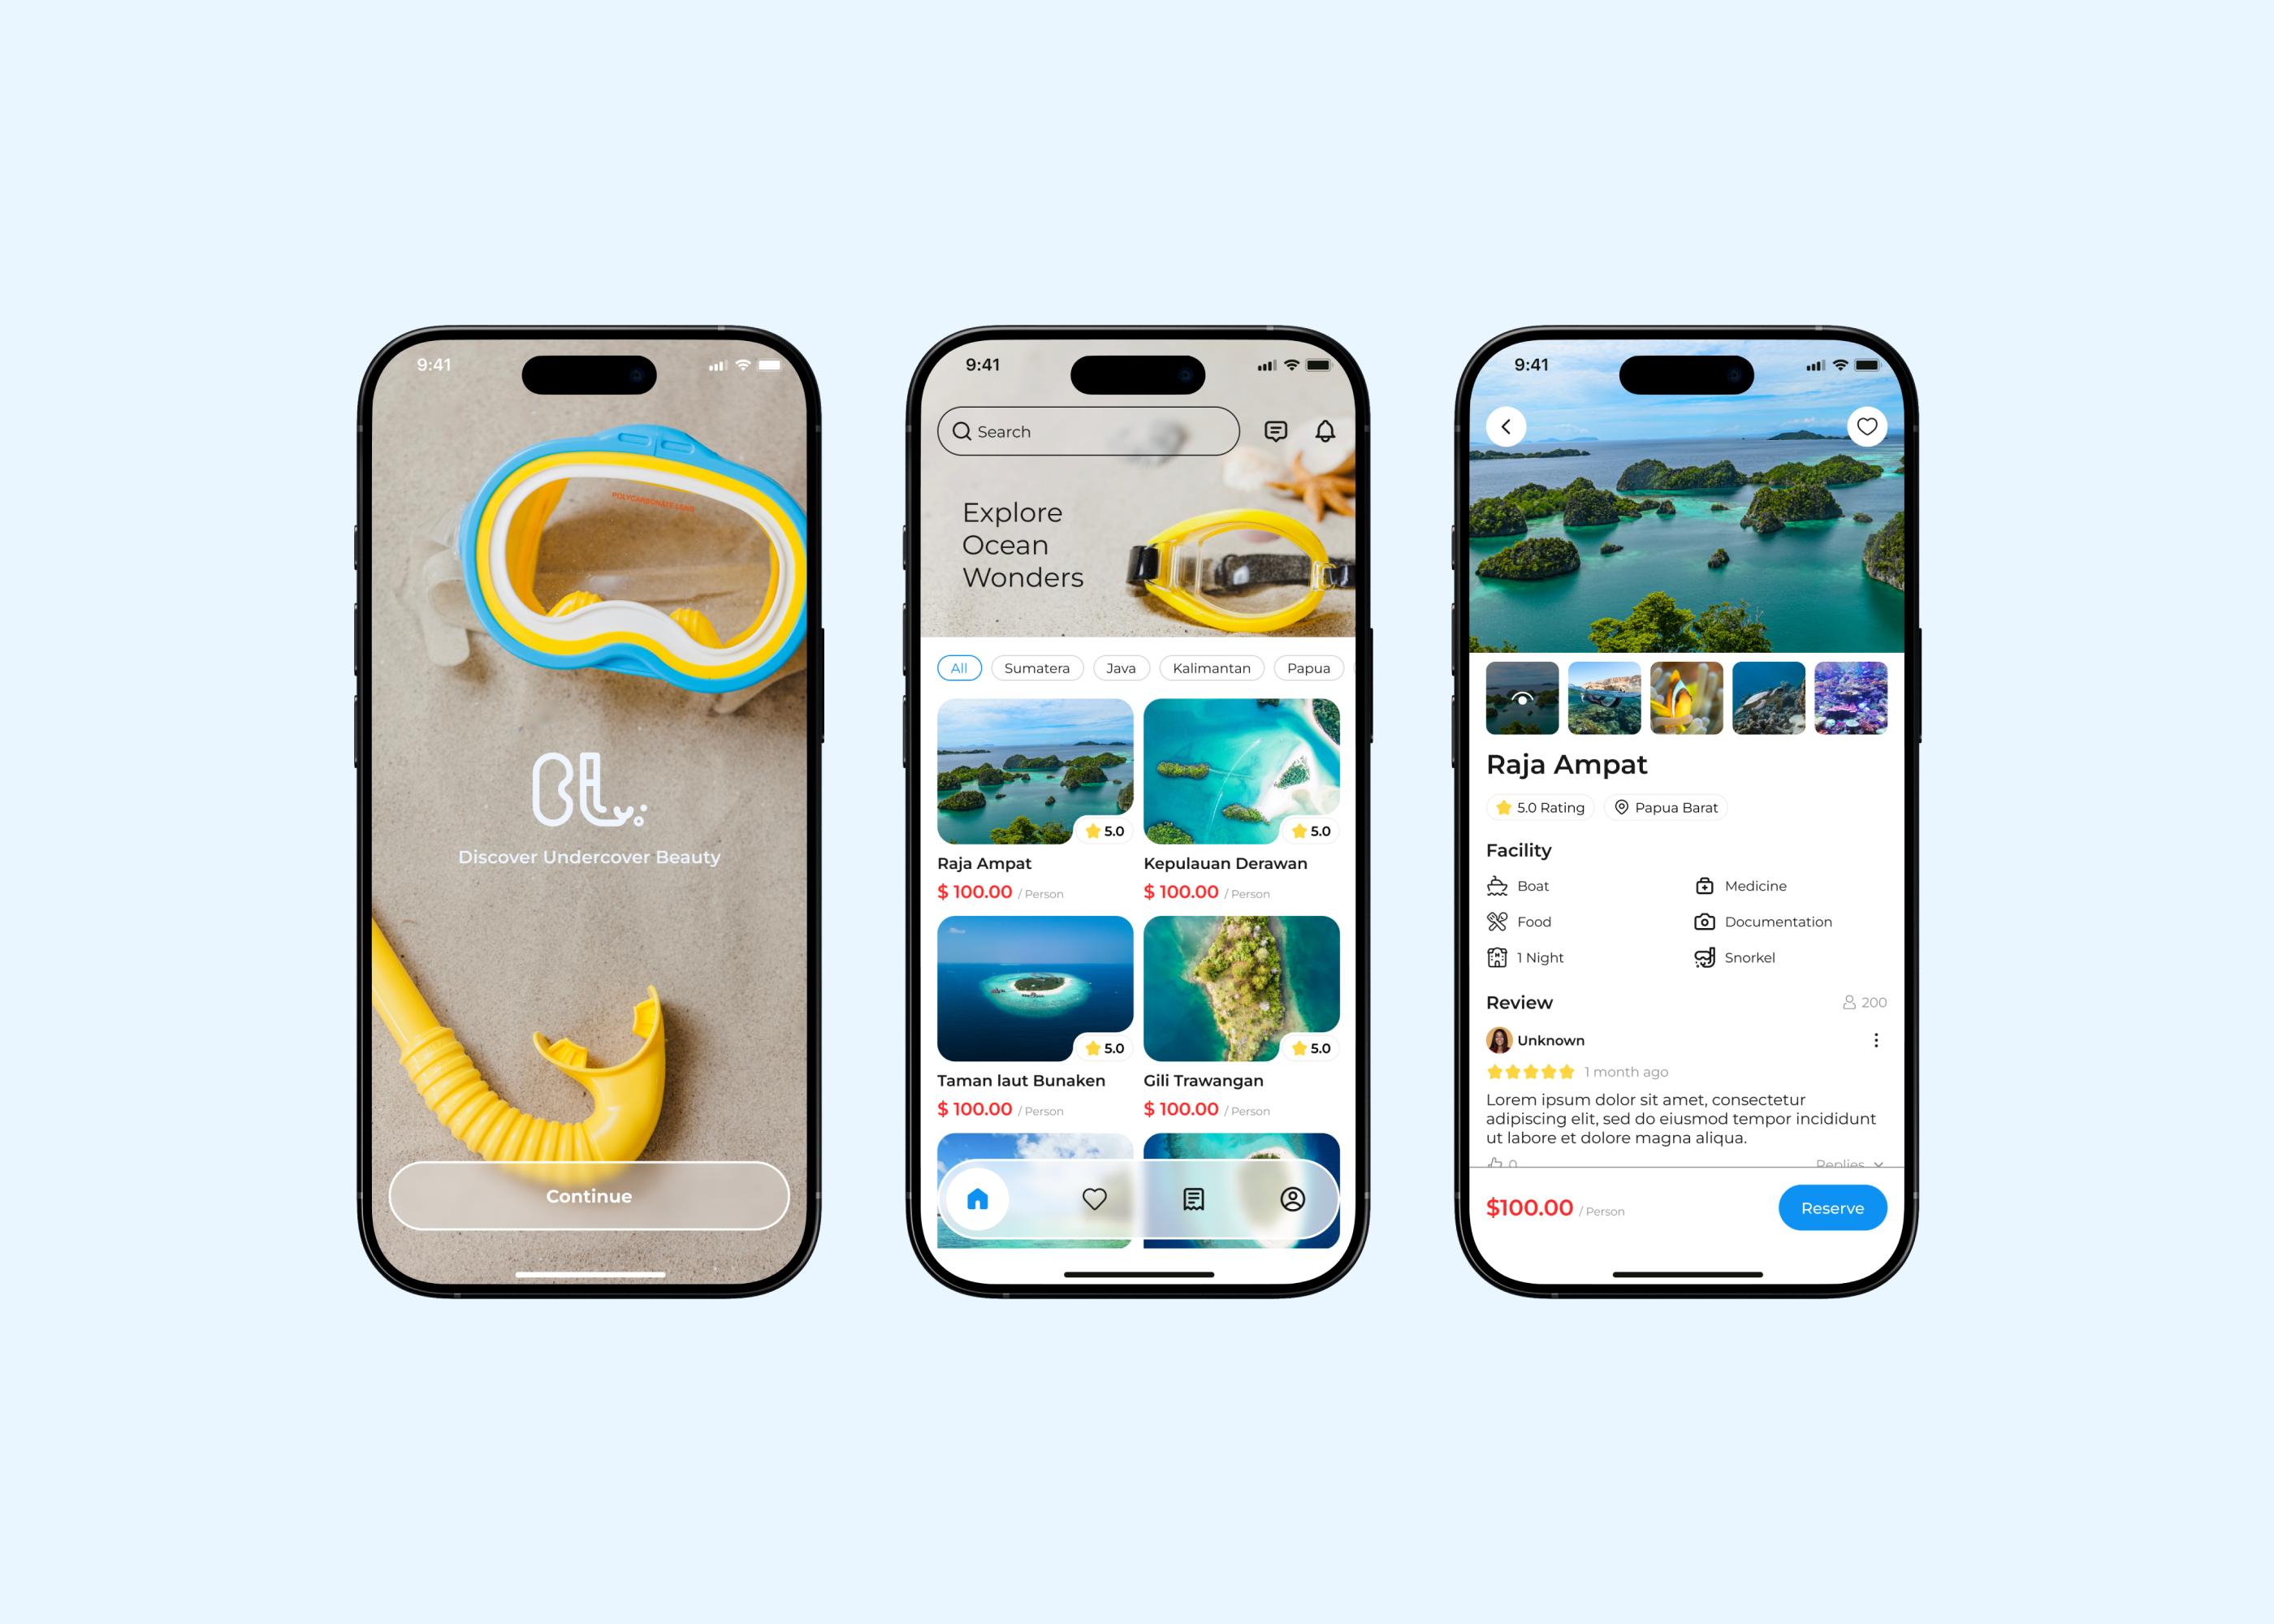 9:41
POLYCARBONATE LENS
Bt
Discover Undercover Beauty
Continue
9:41
Search
Explore
Ocean
Wonders
All
Sumatera
Java
Kalimantan
Papua
5.0
5.0
Raja Ampat
Kepulauan Derawan
$ 100.00 / Person
$ 100.00 / Person
5.0
5.0
Taman laut Bunaken
Gili Trawangan
$ 100.00 / Person
$ 100.00 / Person
9:41
Raja Ampat
5.0 Rating
Papua Barat
Facility
Boat
Medicine
Food
Documentation
1 Night
Snorkel
Review
200
Unknown
1 month ago
Lorem ipsum dolor sit amet, consectetur
adipiscing elit, sed do eiusmod tempor incididunt
ut labore et dolore magna aliqua.
0
Replies
$100.00 / Person
Reserve